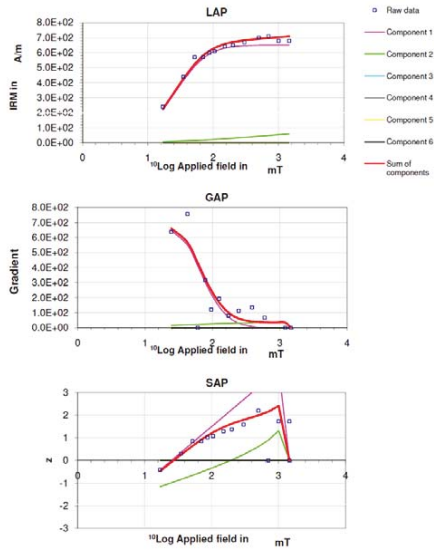 LAP
8.0E+02
7.0E+02
6.0E+02
5.0E+02
4.0E+02
3.0E+02
2.0E+02
1.0E+02
0.0E+00
IRM in A/m
0 1 2 3 4
10Log Applied field in mT
Raw data
Component 1
Component 2
Component 3
Component 4
Component 5
Component 6
Sum of
components
GAP
8.0E+02
7.0E+02
6.0E+02
5.0E+02
4.0E+02
3.0E+02
2.0E+02
1.0E+02
0.0E+00
Gradient
0 1 2 3 4
10Log Applied field in mT
SAP
3
2
1
0
-1
-2
-3
z
0 1 2 3 4
10Log Applied field in mT